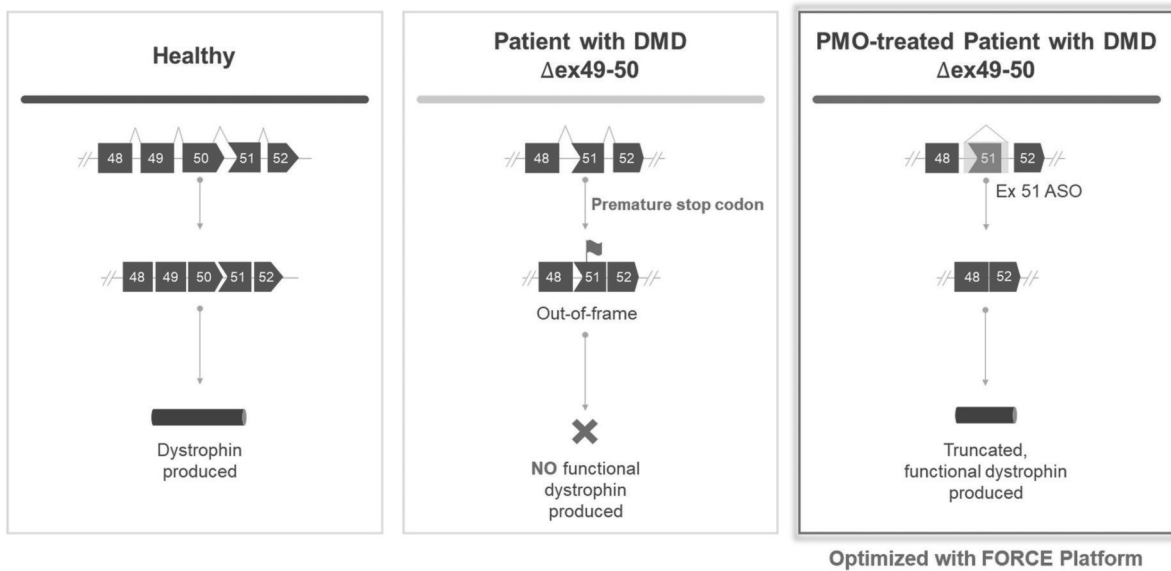 Healthy
48 49 50 51 52
48 49 50 51 52
Dystrophin
produced
Patient with DMD
Δex49-50
48 51 52
Premature stop codon
48 51 52
Out-of-frame
NO functional
dystrophin
produced
PMO-treated Patient with DMD
Δex49-50
48 51 52
Ex 51 ASO
48 52
Truncated,
functional dystrophin
produced
Optimized with FORCE Platform